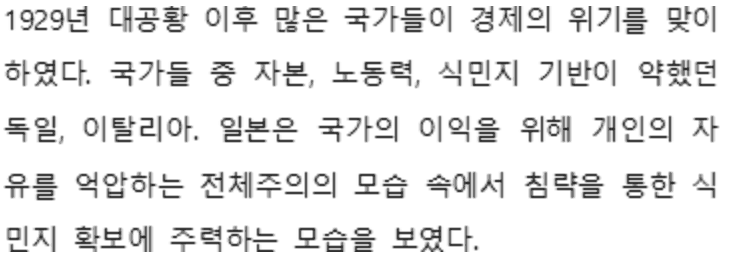 1929년 대공황 이후 많은 국가들이 경제의 위기를 맞이
하였다. 국가들 중 자본, 노동력, 식민지 기반이 약했던
독일, 이탈리아. 일본은 국가의 이익을 위해 개인의 자
유를 억압하는 전체주의의 모습 속에서 침략을 통한 식
민지 확보에 주력하는 모습을 보였다.